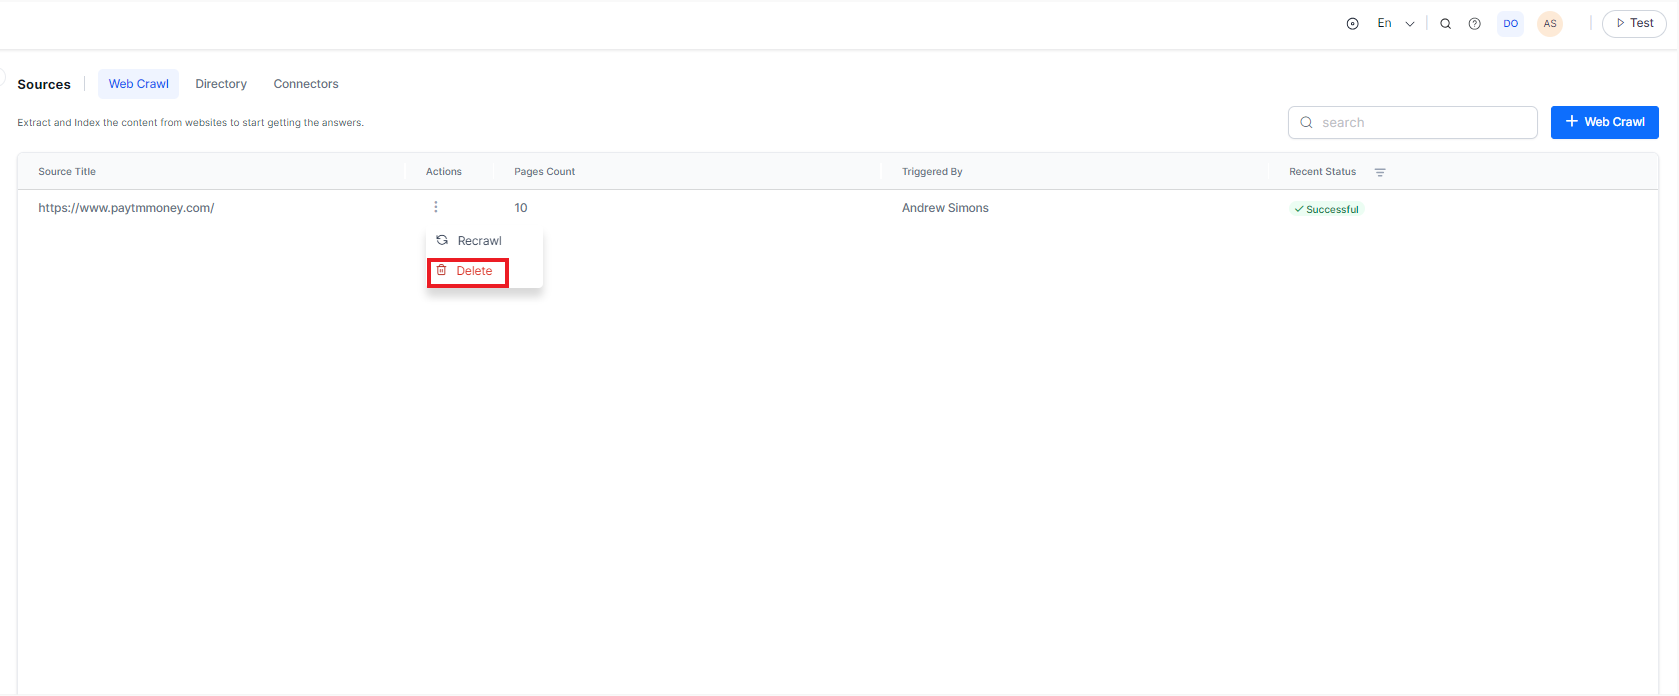 En DO AS Test
Sources Web Crawl Directory Connectors
Extract and Index the content from websites to start getting the answers.
search
Web Crawl
Source Title Actions Pages Count Triggered By Recent Status
https://www.paytmmoney.com/ 10 Andrew Simons Successful
Recrawl
Delete